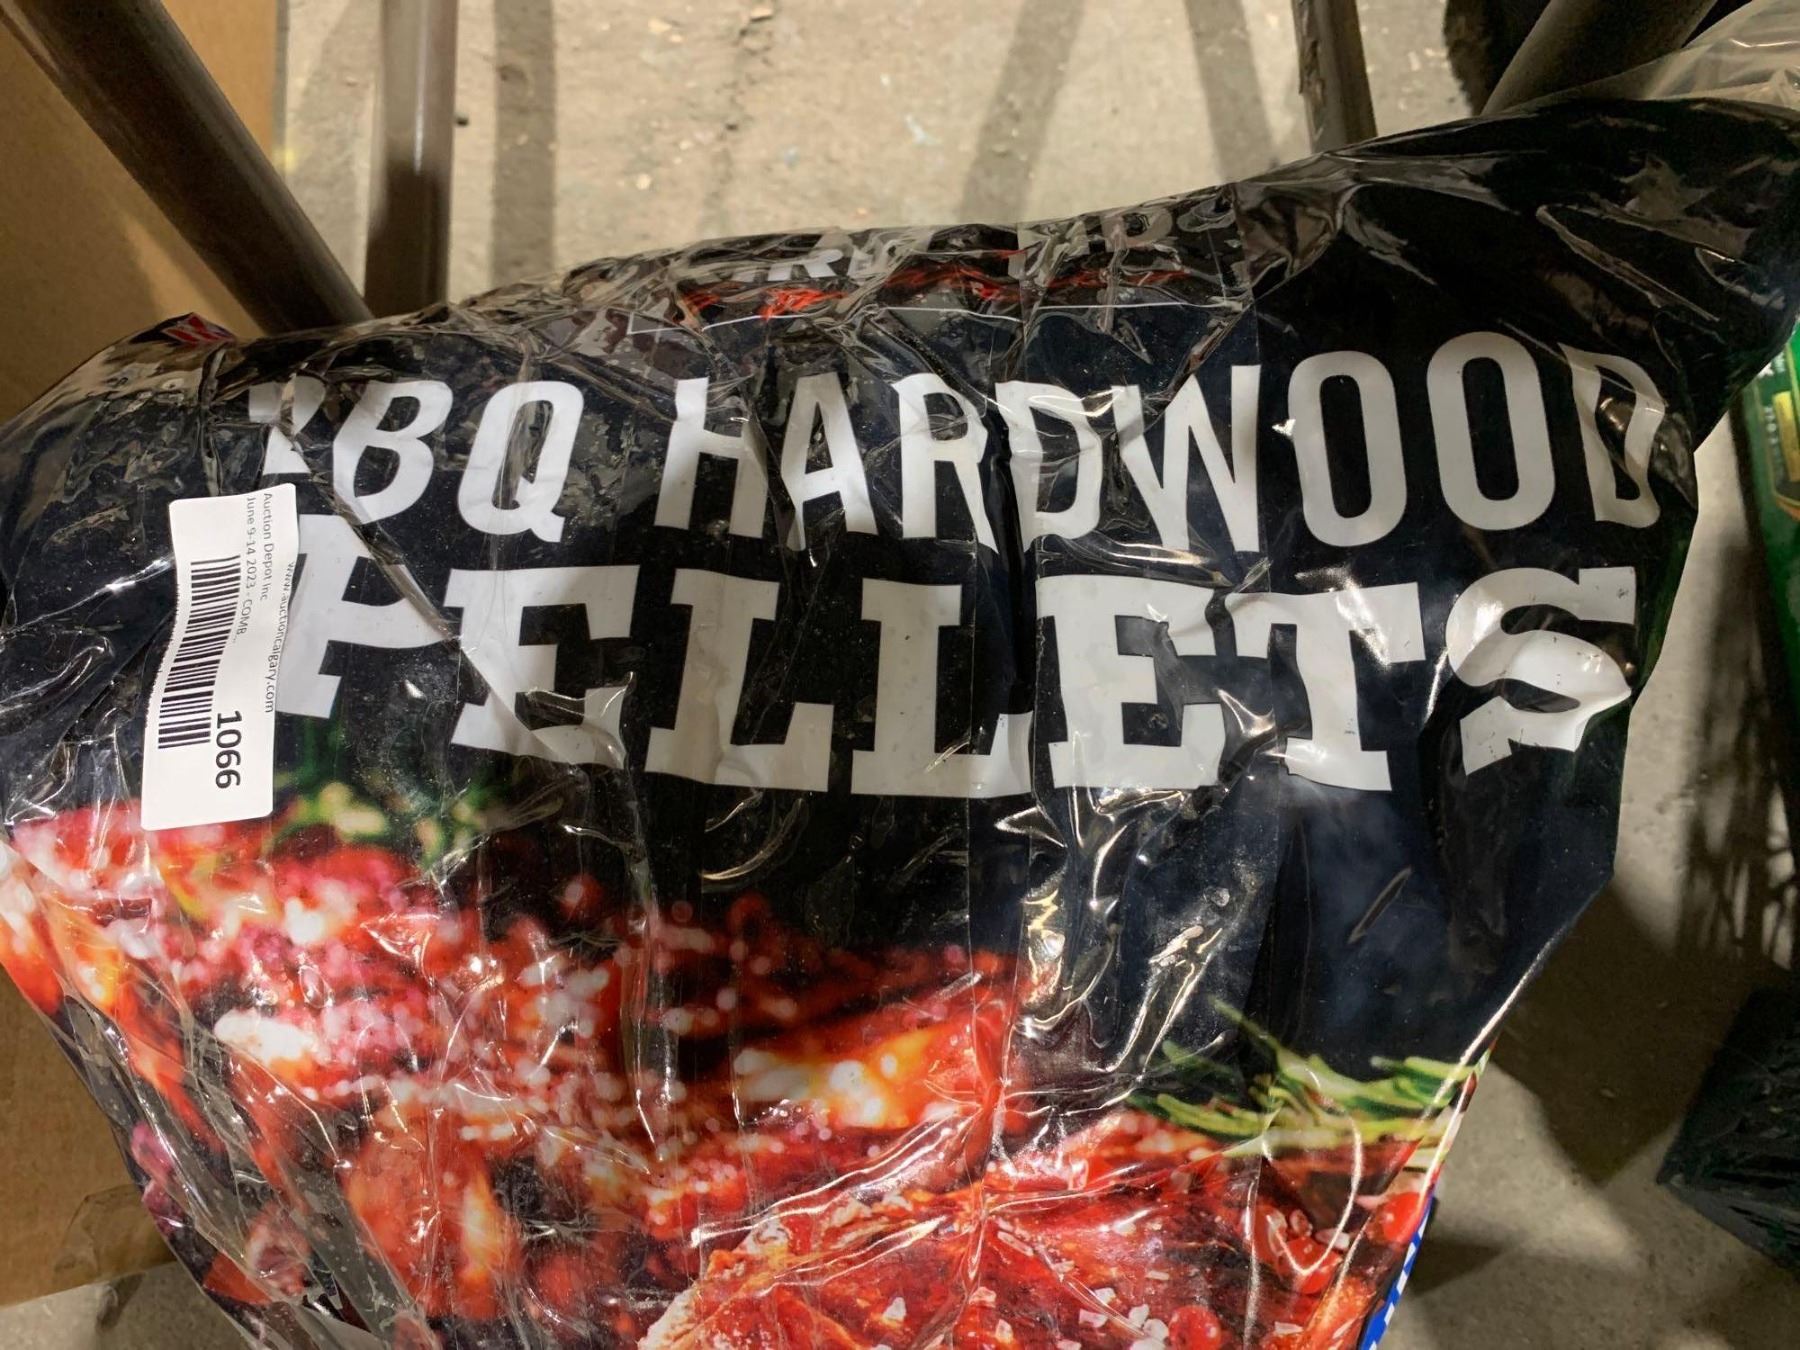 BBQ HARDWOOD
PELLETS
www.auctioncalgary.com
Auction Depot Inc
June 9-14 2023 - COMB...
1066